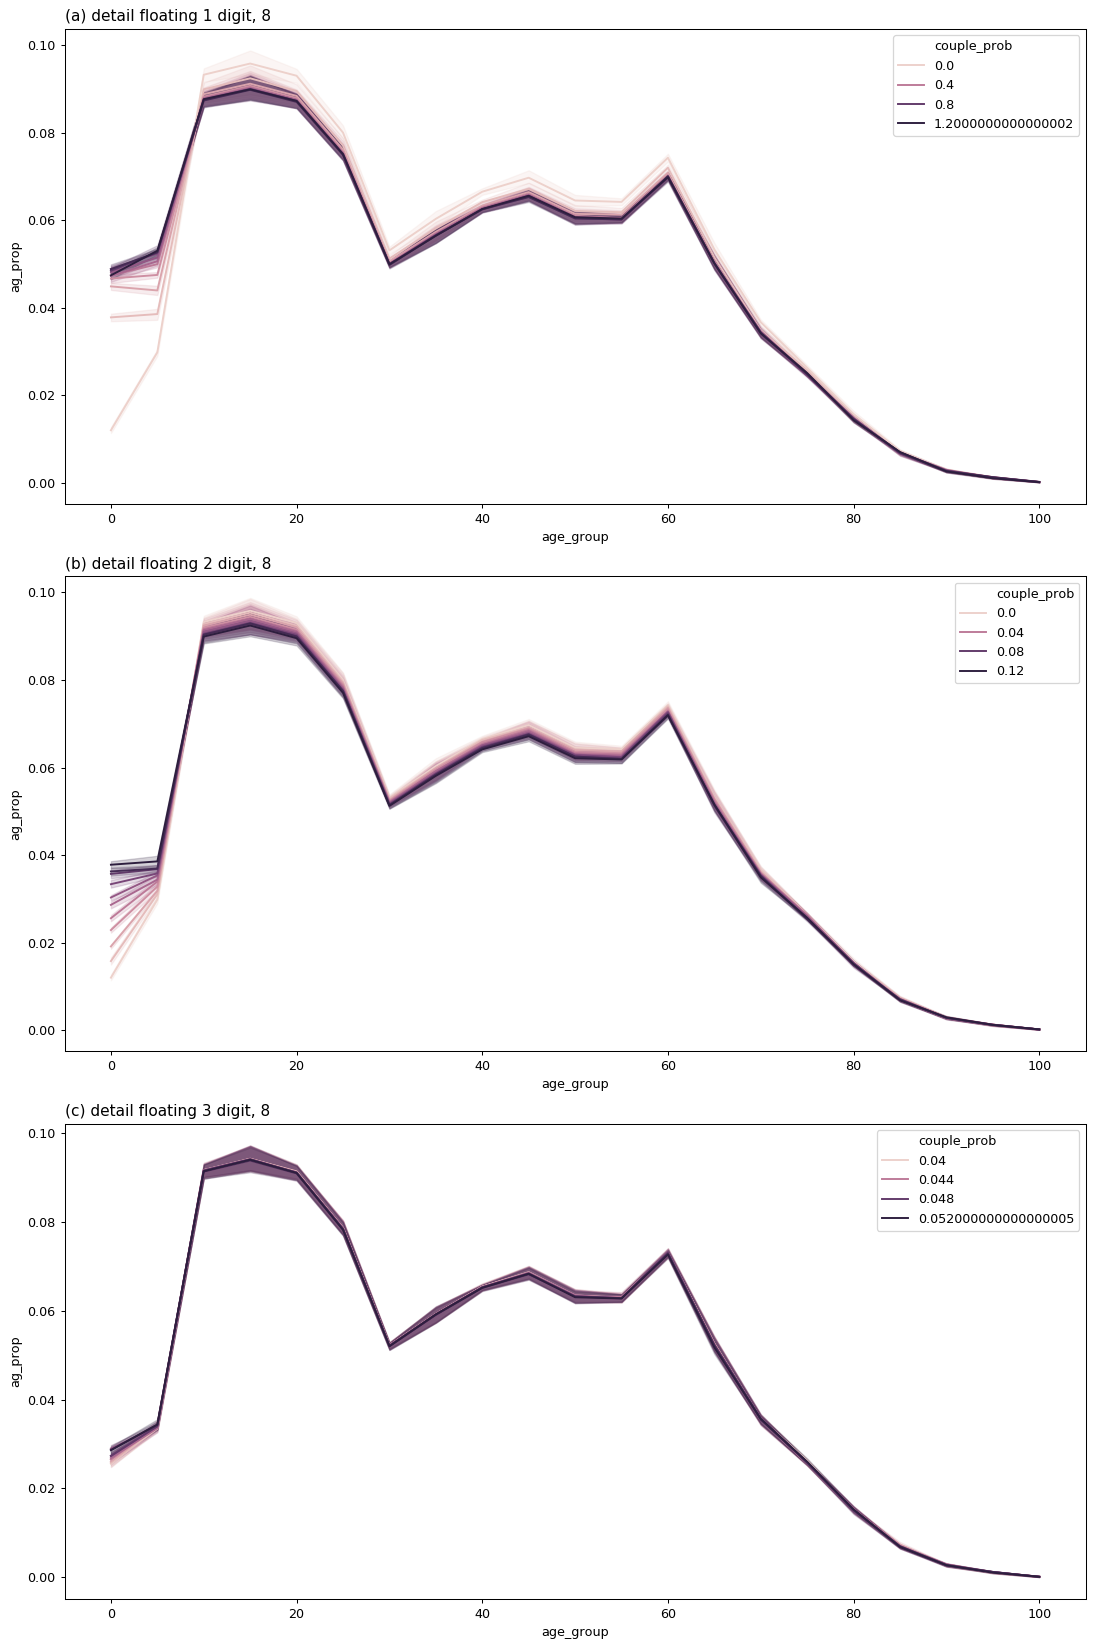 (a) detail floating 1 digit, 8
0.10
0.08
0.06
0.04
0.02
0.00
ag_prop
couple_prob
0.0
0.4
0.8
1.2000000000000002
0 20 40 60 80 100
age_group
(b) detail floating 2 digit, 8
0.10
0.08
0.06
0.04
0.02
0.00
ag_prop
couple_prob
0.0
0.04
0.08
0.12
0 20 40 60 80 100
age_group
(c) detail floating 3 digit, 8
0.10
0.08
0.06
0.04
0.02
0.00
ag_prop
couple_prob
0.04
0.044
0.048
0.052000000000000005
0 20 40 60 80 100
age_group